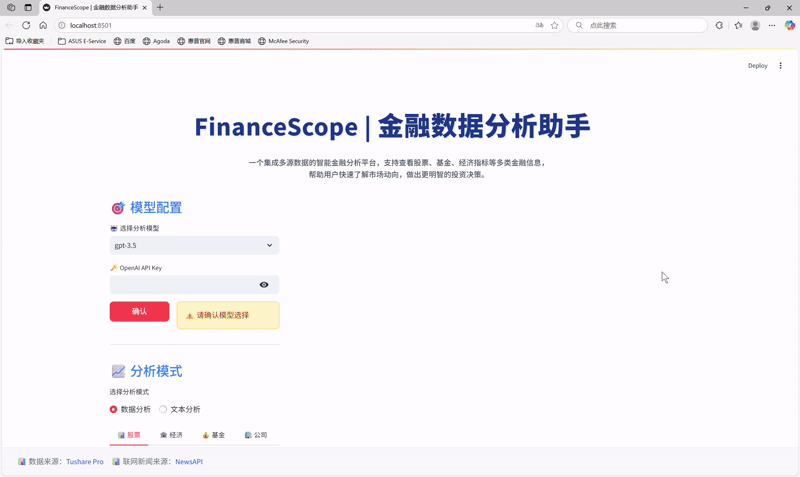 FinanceScope | 金融数据分析助手
localhost:8501
点此搜索
导入收藏夹 ASUS E-Service 百度 Agoda 惠普官网 惠普商城 McAfee Security
Deploy
FinanceScope | 金融数据分析助手
一个集成多源数据的智能金融分析平台，支持查看股票、基金、经济指标等多类金融信息，
帮助用户快速了解市场动向，做出更明智的投资决策。
模型配置
选择分析模型
gpt-3.5
OpenAI API Key
确认
请确认模型选择
分析模式
选择分析模式
数据分析 文本分析
股票 经济 基金 公司
数据来源：Tushare Pro 联网新闻来源：NewsAPI